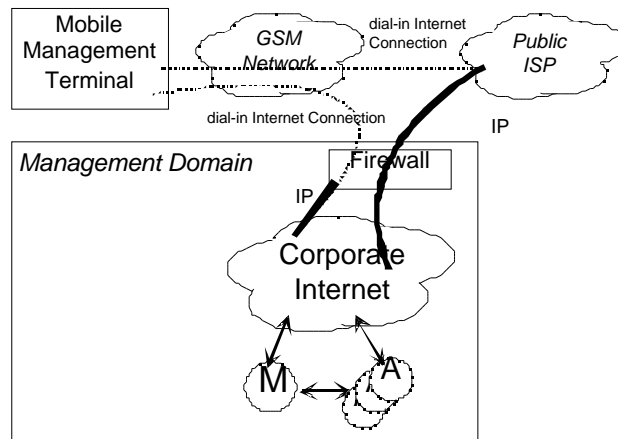 Mobile
Management
Terminal
GSM
Network
dial-in Internet
Connection
Public
ISP
dial-in Internet Connection
IP
Management Domain
Firewall
IP
Corporate
Internet
M
A